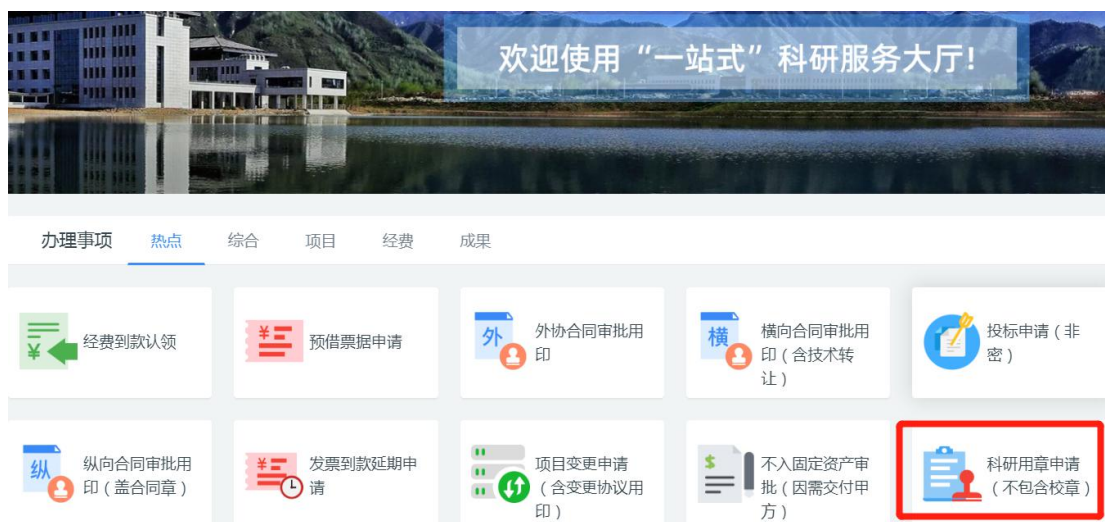 欢迎使用“一站式”科研服务大厅!
办理事项 热点 综合 项目 经费 成果
经费到款认领
预借票据申请
外
外协合同审批用
印
横
横向合同审批用
印（含技术转
让）
投标申请（非
密）
纵
纵向合同审批用
印（盖合同章）
发票到款延期申
请
项目变更申请
（含变更协议用
印）
不入固定资产审
批（因需交付甲
方）
科研用章申请
（不包含校章）